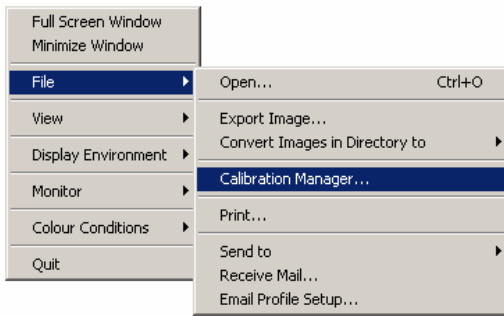 Full Screen Window
Minimize Window
File
View
Display Environment
Monitor
Colour Conditions
Quit
Open... Ctrl+O
Export Image...
Convert Images in Directory to
Calibration Manager...
Print...
Send to
Receive Mail...
Email Profile Setup...